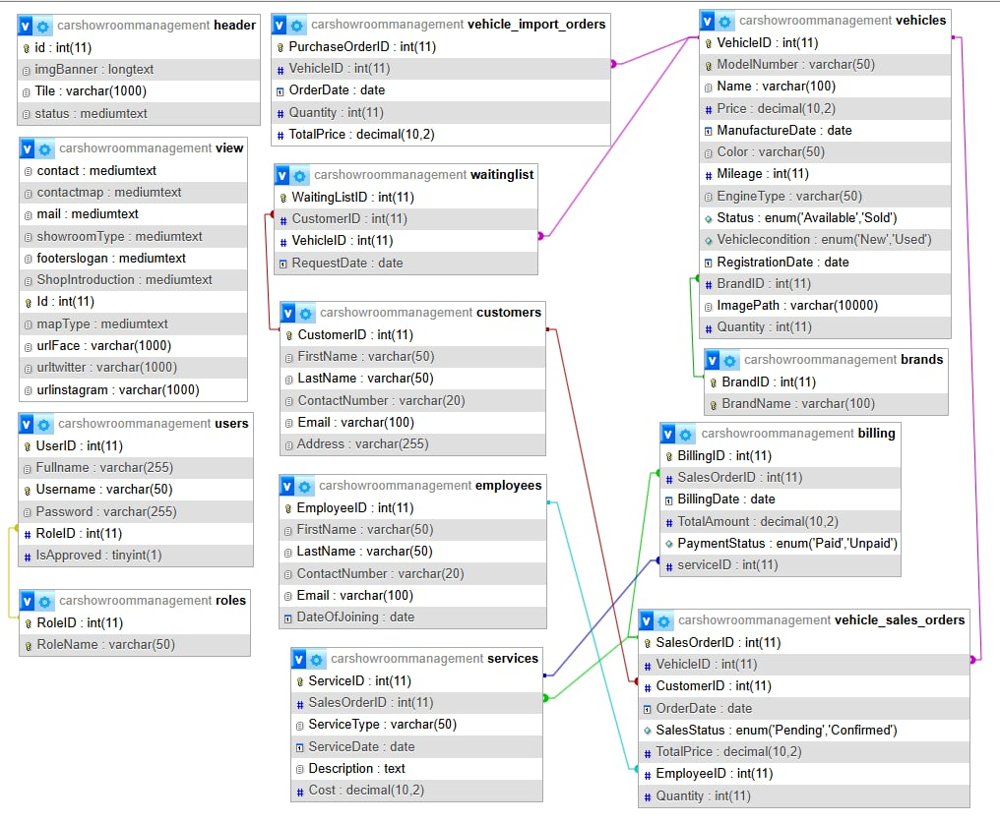 v carshowroommanagement header
id : int(11)
imgBanner : longtext
# Tile : varchar(1000)
status : mediumtext
v carshowroommanagement view
contact : mediumtext
contactmap : mediumtext
mail : mediumtext
showroomType : mediumtext
footerslogan : mediumtext
ShopIntroduction : mediumtext
Id : int(11)
mapType : mediumtext
urlFace : varchar(1000)
urltwitter : varchar(1000)
urlinstagram : varchar(1000)
v carshowroommanagement users
UserID : int(11)
Fullname : varchar(255)
Username : varchar(50)
Password : varchar(255)
# RoleID : int(11)
# IsApproved : tinyint(1)
v carshowroommanagement roles
RoleID : int(11)
RoleName : varchar(50)
v carshowroommanagement vehicle_import_orders
PurchaseOrderID : int(11)
# VehicleID : int(11)
OrderDate : date
# Quantity : int(11)
# TotalPrice : decimal(10,2)
v carshowroommanagement waitinglist
WaitingListID : int(11)
# CustomerID : int(11)
# VehicleID : int(11)
RequestDate : date
v carshowroommanagement customers
CustomerID : int(11)
FirstName : varchar(50)
LastName : varchar(50)
ContactNumber : varchar(20)
Email : varchar(100)
Address : varchar(255)
v carshowroommanagement employees
EmployeeID : int(11)
FirstName : varchar(50)
LastName : varchar(50)
ContactNumber : varchar(20)
Email : varchar(100)
DateOfJoining : date
v carshowroommanagement services
ServiceID : int(11)
# SalesOrderID : int(11)
ServiceType : varchar(50)
ServiceDate : date
Description : text
# Cost : decimal(10,2)
v carshowroommanagement vehicles
VehicleID : int(11)
ModelNumber : varchar(50)
Name : varchar(100)
# Price : decimal(10,2)
ManufactureDate : date
Color : varchar(50)
# Mileage : int(11)
EngineType : varchar(50)
Status : enum('Available','Sold')
Vehiclecondition : enum('New','Used')
RegistrationDate : date
# BrandID : int(11)
ImagePath : varchar(10000)
# Quantity : int(11)
v carshowroommanagement brands
BrandID : int(11)
BrandName : varchar(100)
v carshowroommanagement billing
BillingID : int(11)
# SalesOrderID : int(11)
BillingDate : date
# TotalAmount : decimal(10,2)
PaymentStatus : enum('Paid','Unpaid')
# serviceID : int(11)
v carshowroommanagement vehicle_sales_orders
SalesOrderID : int(11)
# VehicleID : int(11)
# CustomerID : int(11)
OrderDate : date
SalesStatus : enum('Pending','Confirmed')
# TotalPrice : decimal(10,2)
# EmployeeID : int(11)
# Quantity : int(11)